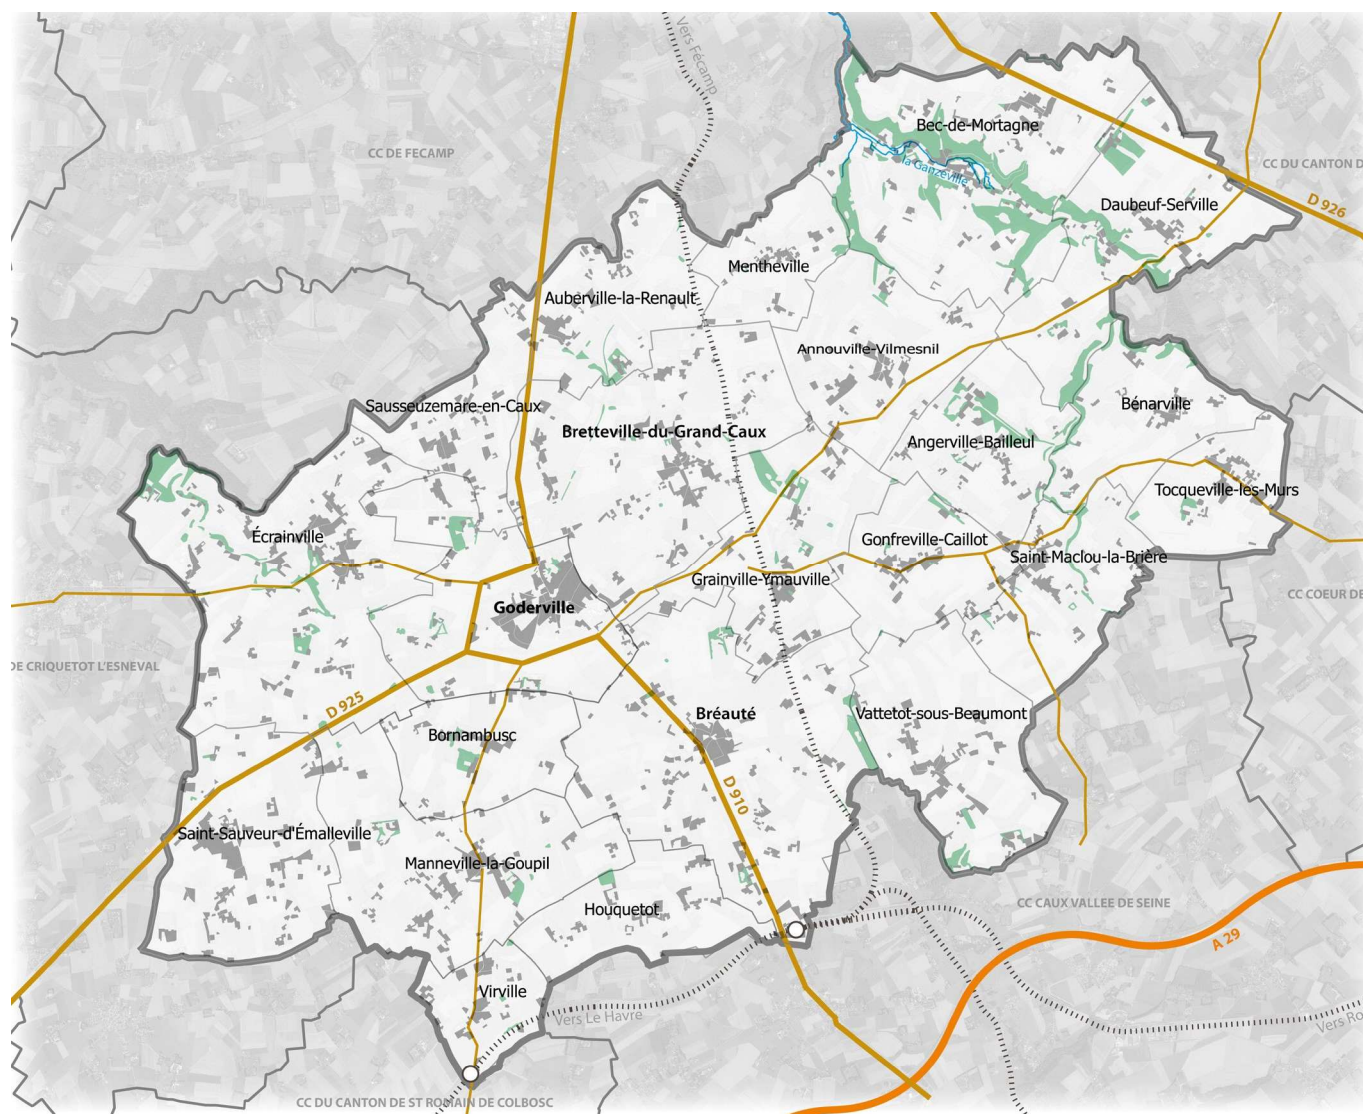 Vers Fécamp
Bec-de-Mortagne
CC DE FECAMP
la Ganzeville
CC DU CANTON D
D 926
Daubeuf-Serville
Mentheville
Auberville-la-Renault
Annouville-Vilmesnil
Sausseuzemare-en-Caux
Bénarville
Bretteville-du-Grand-Caux
Angerville-Bailleul
Tocqueville-les-Murs
Écrainville
Gonfreville-Caillot
Saint-Maclou-la-Brière
Grainville-Ymauville
Goderville
CC COEUR DE
DE CRIQUETOT L'ESNEVAL
D 925
Bréauté
Vattetot-sous-Beaumont
Bornambusc
D 910
Saint-Sauveur-d'Émalleville
Manneville-la-Goupil
Houquetot
CC CAUX VALLEE DE SEINE
A 29
Virville
Vers Le Havre
Vers Ro
CC DU CANTON DE ST ROMAIN DE COLBOSC